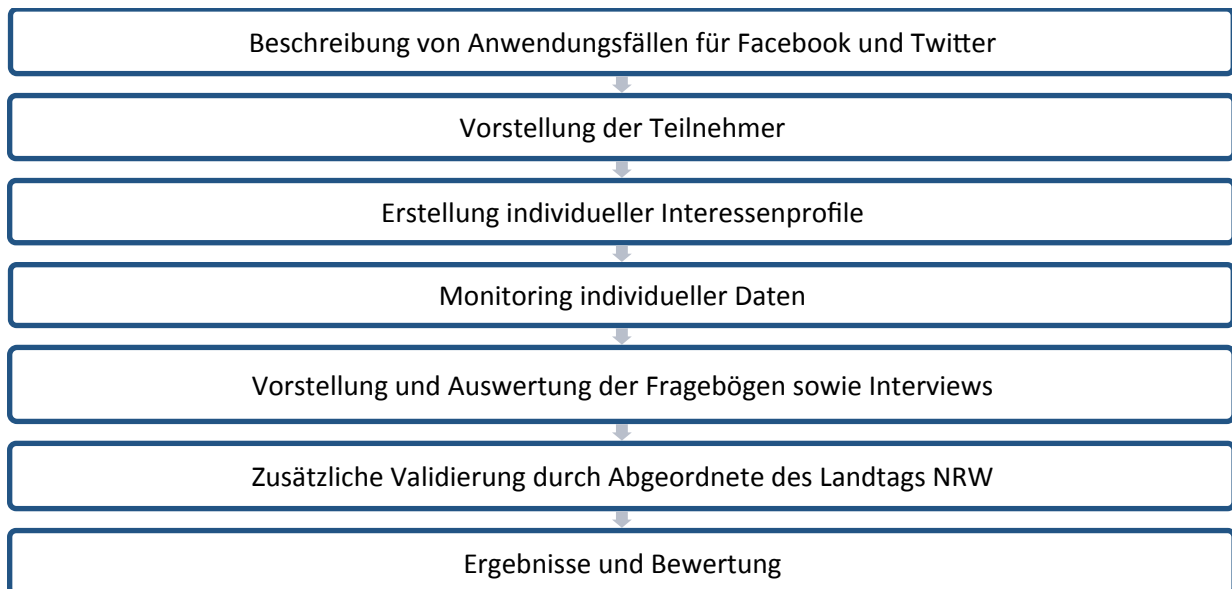 Beschreibung von Anwendungsfällen für Facebook und Twitter
Vorstellung der Teilnehmer
Erstellung individueller Interessenprofile
Monitoring individueller Daten
Vorstellung und Auswertung der Fragebögen sowie Interviews
Zusätzliche Validierung durch Abgeordnete des Landtags NRW
Ergebnisse und Bewertung